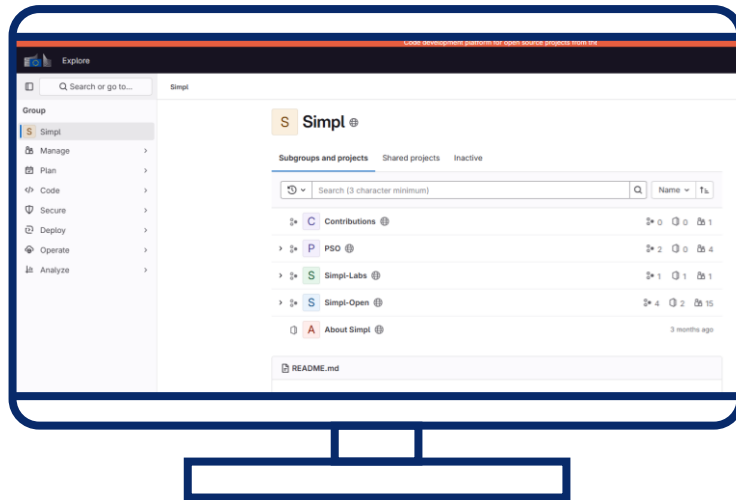 Code development platform for open source projects from the
Explore
Search or go to...
Simpl
Group
S Simpl
Manage
Plan
Code
Secure
Deploy
Operate
Analyze
S Simpl
Subgroups and projects Shared projects Inactive
Search (3 character minimum) Name
C Contributions 0 0 1
P PSO 2 0 4
S Simpl-Labs 1 1 1
S Simpl-Open 4 2 15
A About Simpl 3 months ago
README.md